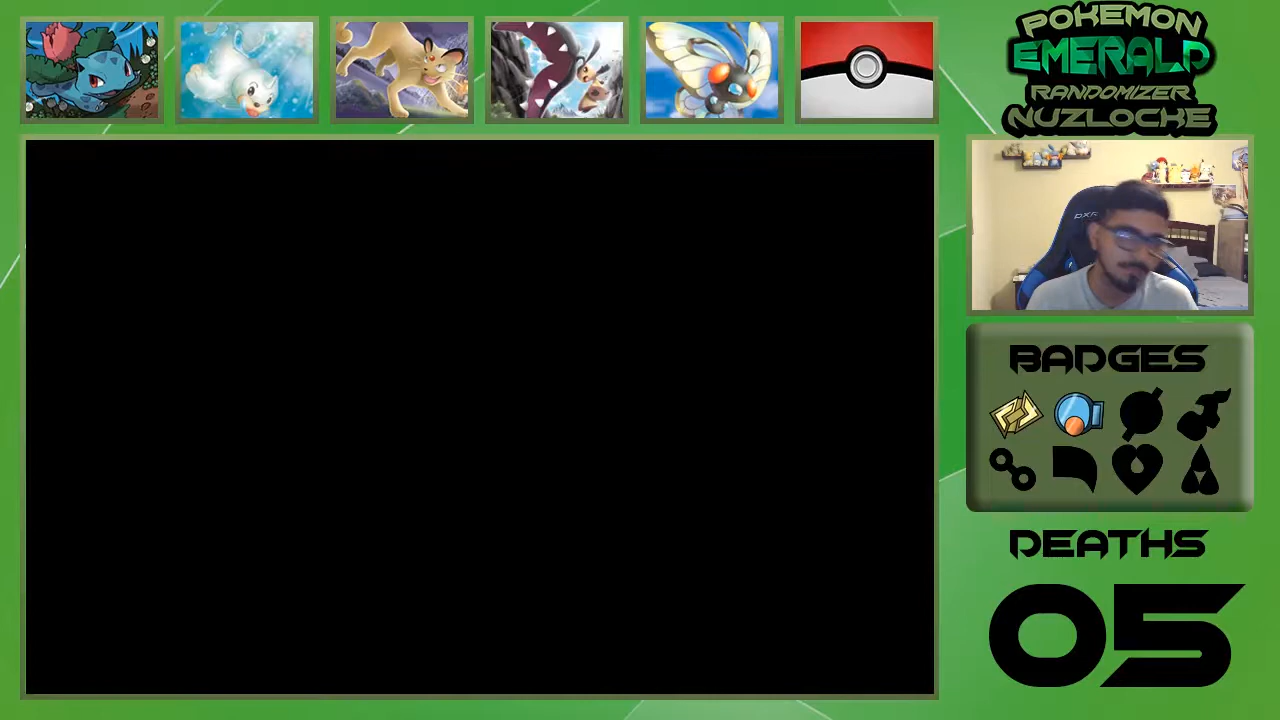 POKEMON
EMERALD
RANDOMIZER
NUZLOCKE
BADGES
DEATHS
05